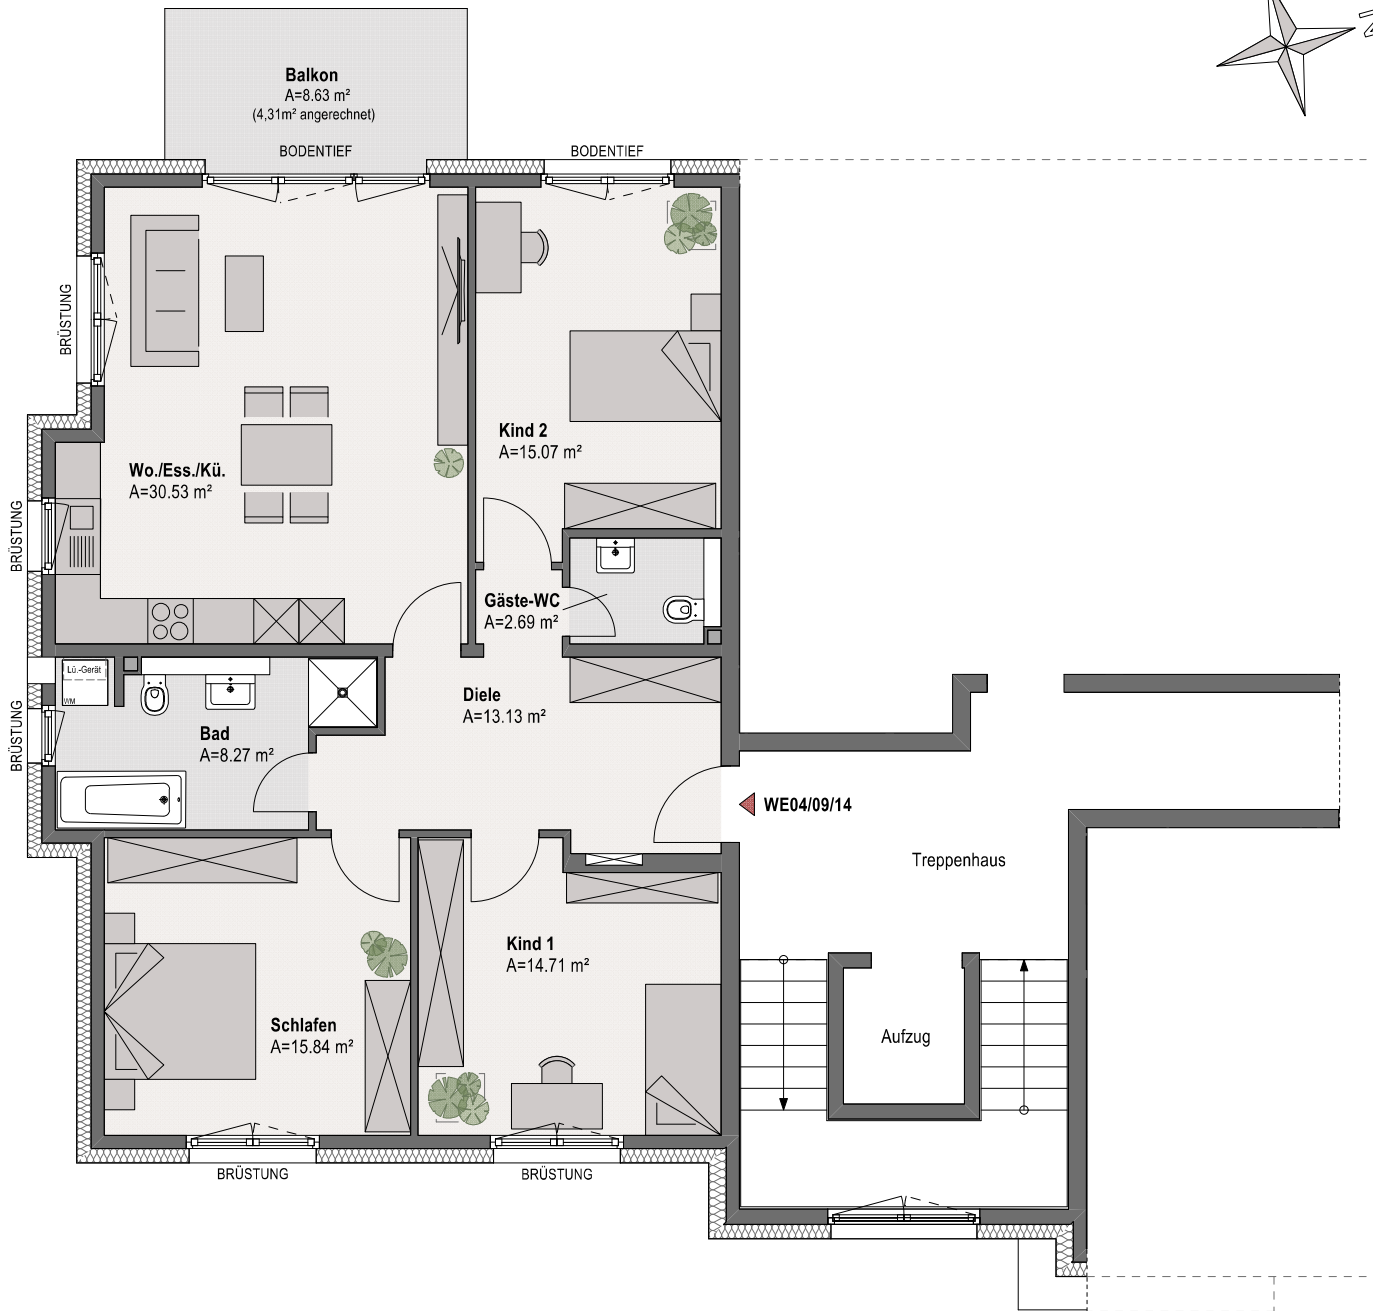 N
Balkon
A=8.63 m²
(4,31m² angerechnet)
BODENTIEF
BODENTIEF
BRÜSTUNG
Kind 2
A=15.07 m²
Wo./Ess./Kü.
A=30.53 m²
BRÜSTUNG
Gäste-WC
A=2.69 m²
Lü.-Gerät
WM
Diele
A=13.13 m²
BRÜSTUNG
Bad
A=8.27 m²
WE04/09/14
Treppenhaus
Kind 1
A=14.71 m²
Schlafen
A=15.84 m²
Aufzug
BRÜSTUNG
BRÜSTUNG